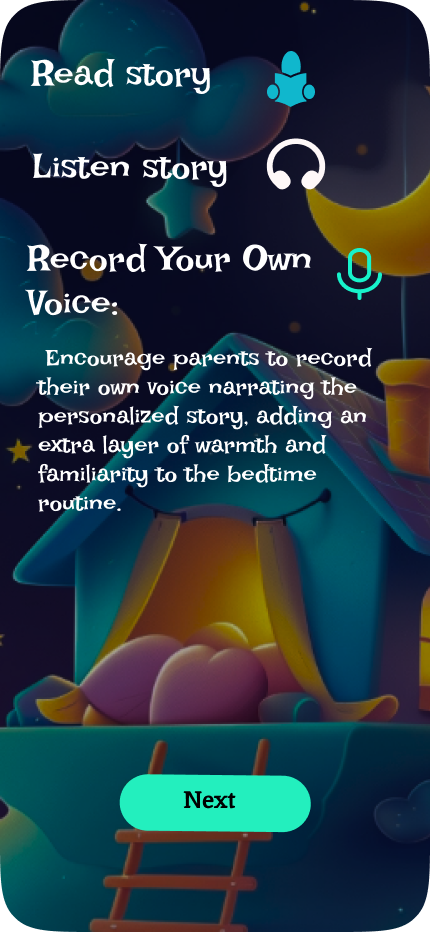 Read story
Listen story
Record Your Own
Voice:
Encourage parents to record
their own voice narrating the
personalized story, adding an
extra layer of warmth and
familiarity to the bedtime
routine.
Next